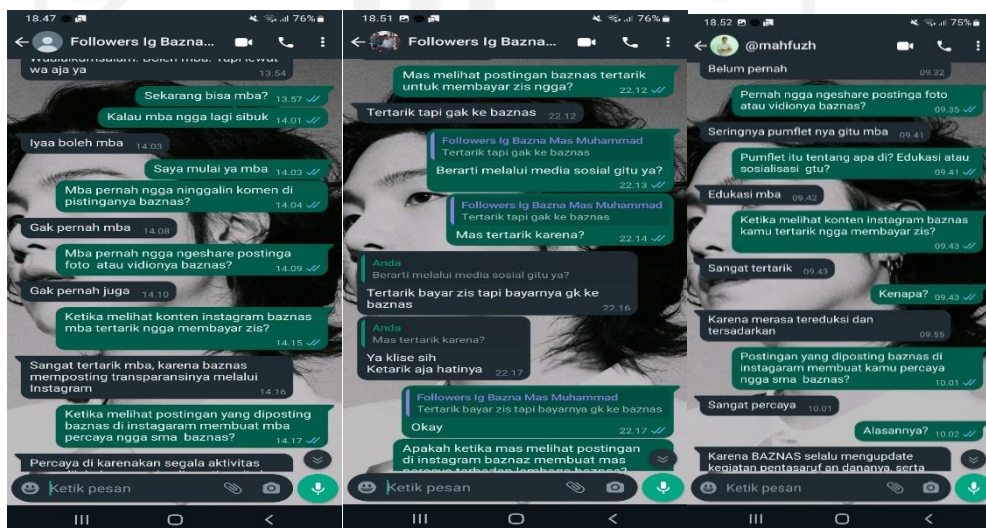 18.47
76%
Followers Ig Bazna...
Waalaikumsalam. Boleh mba. Tapi lewat
wa aja ya
13.54
Sekarang bisa mba? 13.57
Kalau mba ngga lagi sibuk 14.01
Iyaa boleh mba 14.03
Saya mulai ya mba 14.03
Mba pernah ngga ninggalin komen di
pistinganya baznas? 14.04
Gak pernah mba 14.08
Mba pernah ngga ngeshare postinga
foto atau vidionya baznas? 14.09
Gak pernah juga 14.10
Ketika melihat konten instagram baznas
mba tertarik ngga membayar zis?
14.15
Sangat tertarik mba, karena baznas
memposting transparansinya melalui
Instagram 14.16
Ketika melihat postingan yang diposting
baznas di instagaram membuat mba
percaya ngga sma baznas? 14.17
Percaya di karenakan segala aktivitas
Ketik pesan
18.51
76%
Followers Ig Bazna...
Mas melihat postingan baznas tertarik
untuk membayar zis ngga? 22.12
Tertarik tapi gak ke baznas 22.12
Followers Ig Bazna Mas Muhammad
Tertarik tapi gak ke baznas
Berarti melalui media sosial gitu ya?
22.13
Followers Ig Bazna Mas Muhammad
Tertarik tapi gak ke baznas
Mas tertarik karena? 22.14
Anda
Berarti melalui media sosial gitu ya?
Tertarik bayar zis tapi bayarnya gk ke
baznas 22.16
Anda
Mas tertarik karena?
Ya klise sih
Ketarik aja hatinya 22.17
Followers Ig Bazna Mas Muhammad
Tertarik bayar zis tapi bayarnya gk ke baznas
Okay 22.17
Apakah ketika mas melihat postingan
di instagram baznaz membuat mas
percaya terhadap lembaga baznas?
Ketik pesan
18.52
75%
@mahfuzh
Belum pernah 09.32
Pernah ngga ngeshare postinga foto
atau vidionya baznas? 09.35
Seringnya pumflet nya gitu mba 09.41
Pumflet itu tentang apa di? Edukasi atau
sosialisasi gtu? 09.41
Edukasi mba 09.42
Ketika melihat konten instagram baznas
kamu tertarik ngga membayar zis?
09.43
Sangat tertarik 09.43
Kenapa? 09.43
Karena merasa tereduksi dan
tersadarkan 09.55
Postingan yang diposting baznas di
instagaram membuat kamu percaya
ngga sma baznas? 10.01
Sangat percaya 10.01
Alasannya? 10.02
Karena BAZNAS selalu mengupdate
kegiatan pentasaruf an dananya, serta
Ketik pesan